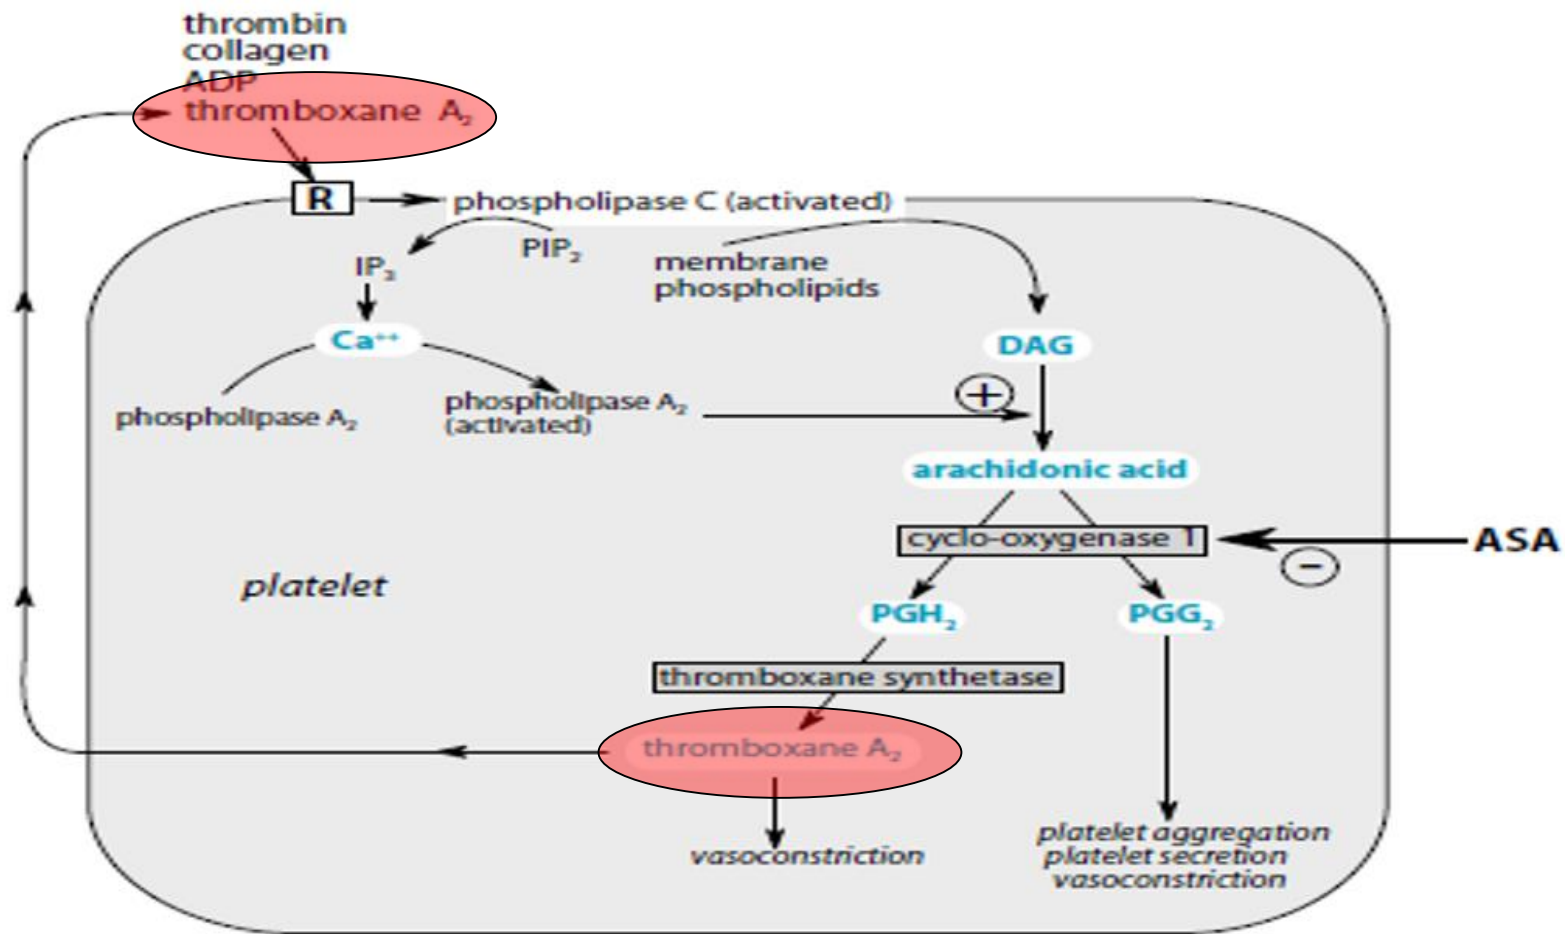 thrombin
collagen
ADP
thromboxane A₂
R
phospholipase C (activated)
PIP₂
IP₃
membrane
phospholipids
Ca⁺⁺
DAG
phospholipase A₂
phospholipase A₂
(activated)
+
arachidonic acid
cyclo-oxygenase 1
ASA
−
platelet
PGH₂
PGG₂
thromboxane synthetase
thromboxane A₂
vasoconstriction
platelet aggregation
platelet secretion
vasoconstriction